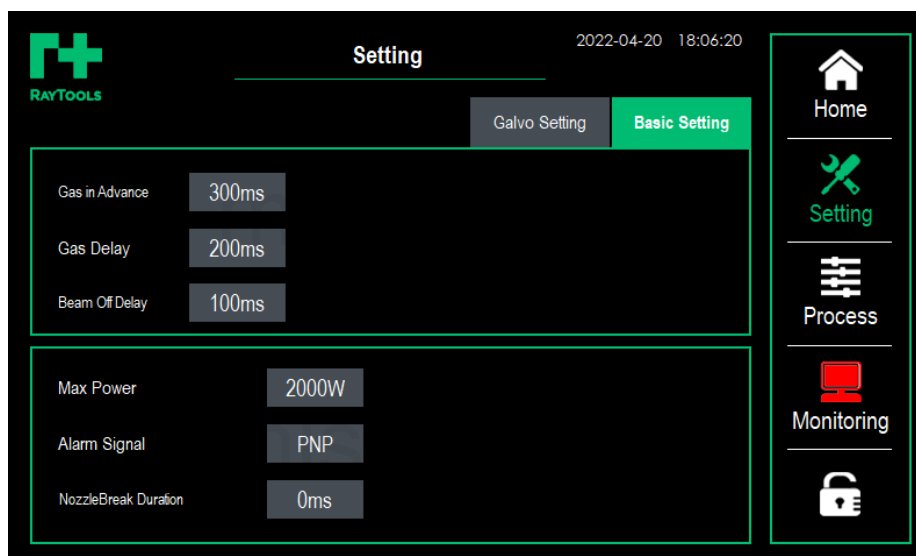 RAYTOOLS
Setting
2022-04-20 18:06:20
Galvo Setting
Basic Setting
Gas in Advance 300ms
Gas Delay 200ms
Beam Off Delay 100ms
Max Power 2000W
Alarm Signal PNP
NozzleBreak Duration 0ms
Home
Setting
Process
Monitoring